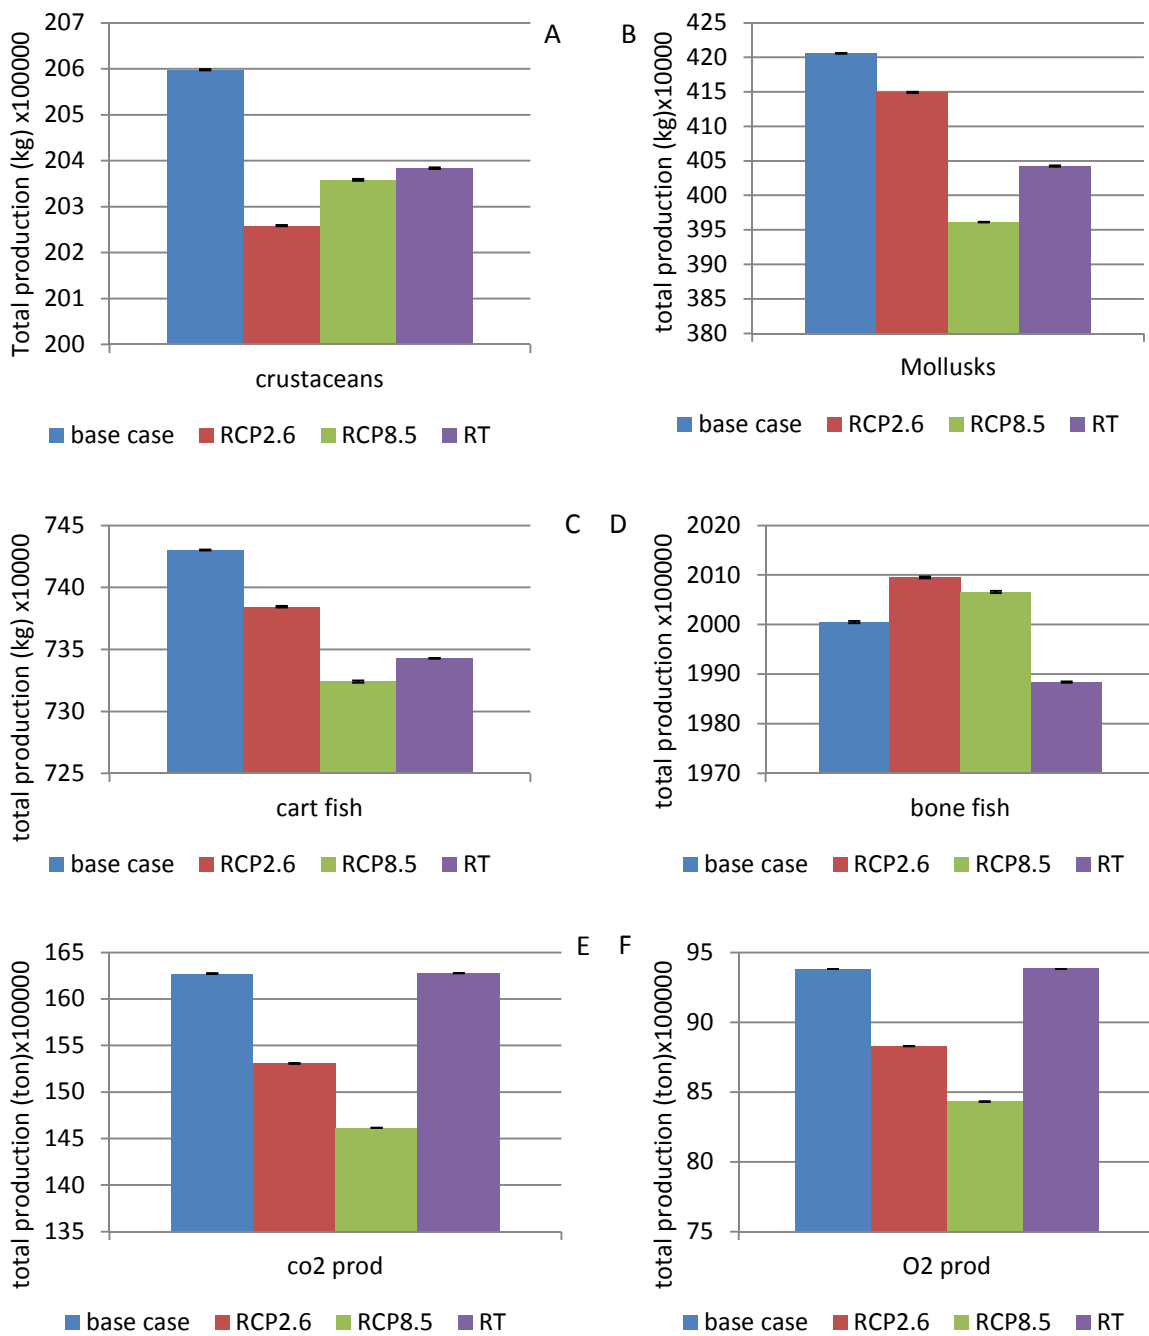 Total production (kg) x100000
207
206
205
204
203
202
201
200
A
crustaceans
base case RCP2.6 RCP8.5 RT
B
total production (kg)x10000
425
420
415
410
405
400
395
390
385
380
Mollusks
base case RCP2.6 RCP8.5 RT
total production (kg) x10000
745
740
735
730
725
C
cart fish
base case RCP2.6 RCP8.5 RT
D
total production x100000
2020
2010
2000
1990
1980
1970
bone fish
base case RCP2.6 RCP8.5 RT
total production (ton)x100000
165
160
155
150
145
140
135
E
co2 prod
base case RCP2.6 RCP8.5 RT
F
total production (ton)x100000
95
90
85
80
75
O2 prod
base case RCP2.6 RCP8.5 RT